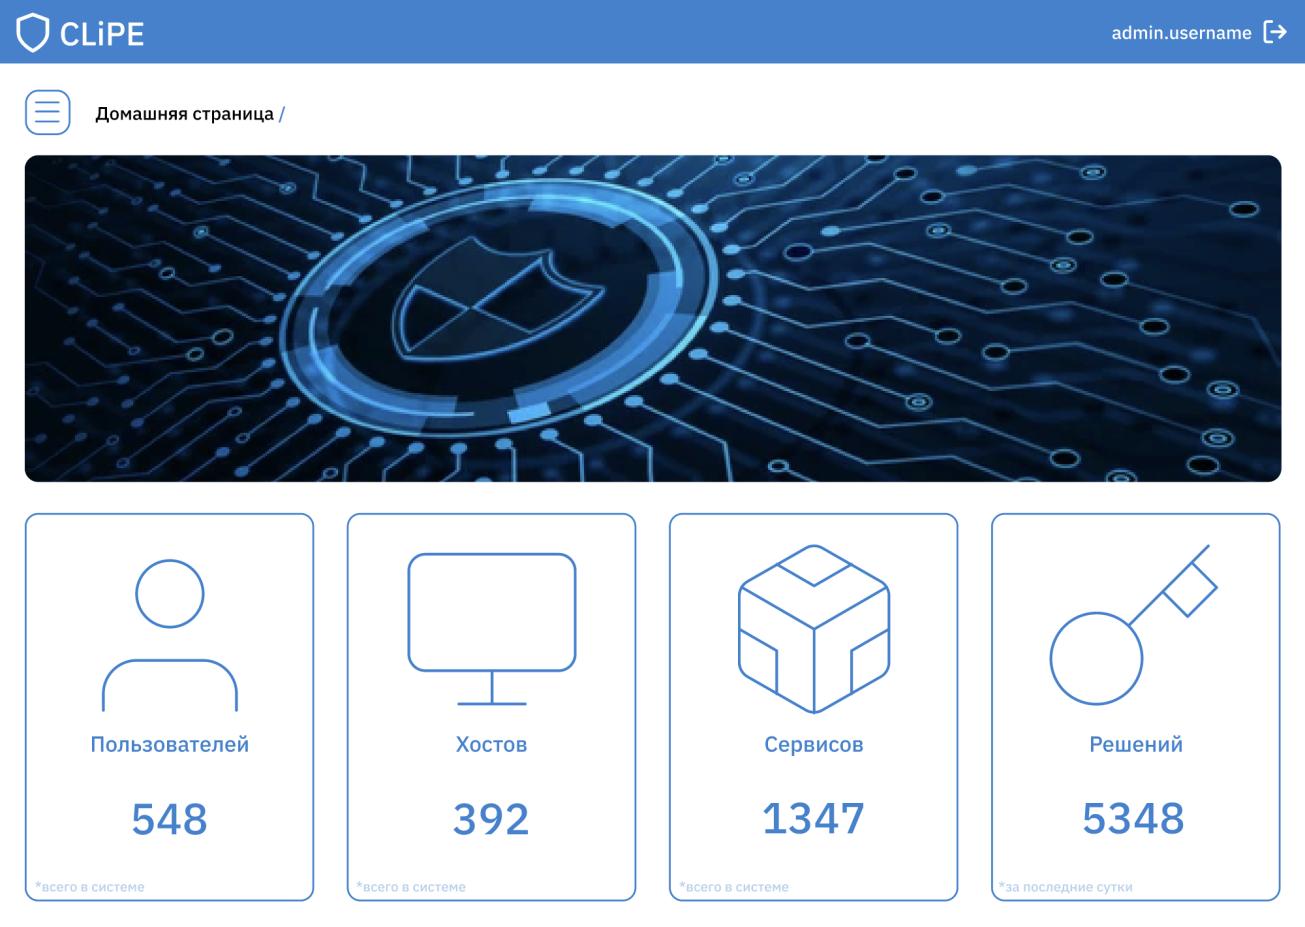 CLiPE
admin.username
Домашняя страница /
Пользователей
548
*всего в системе
Хостов
392
*всего в системе
Сервисов
1347
*всего в системе
Решений
5348
*за последние сутки